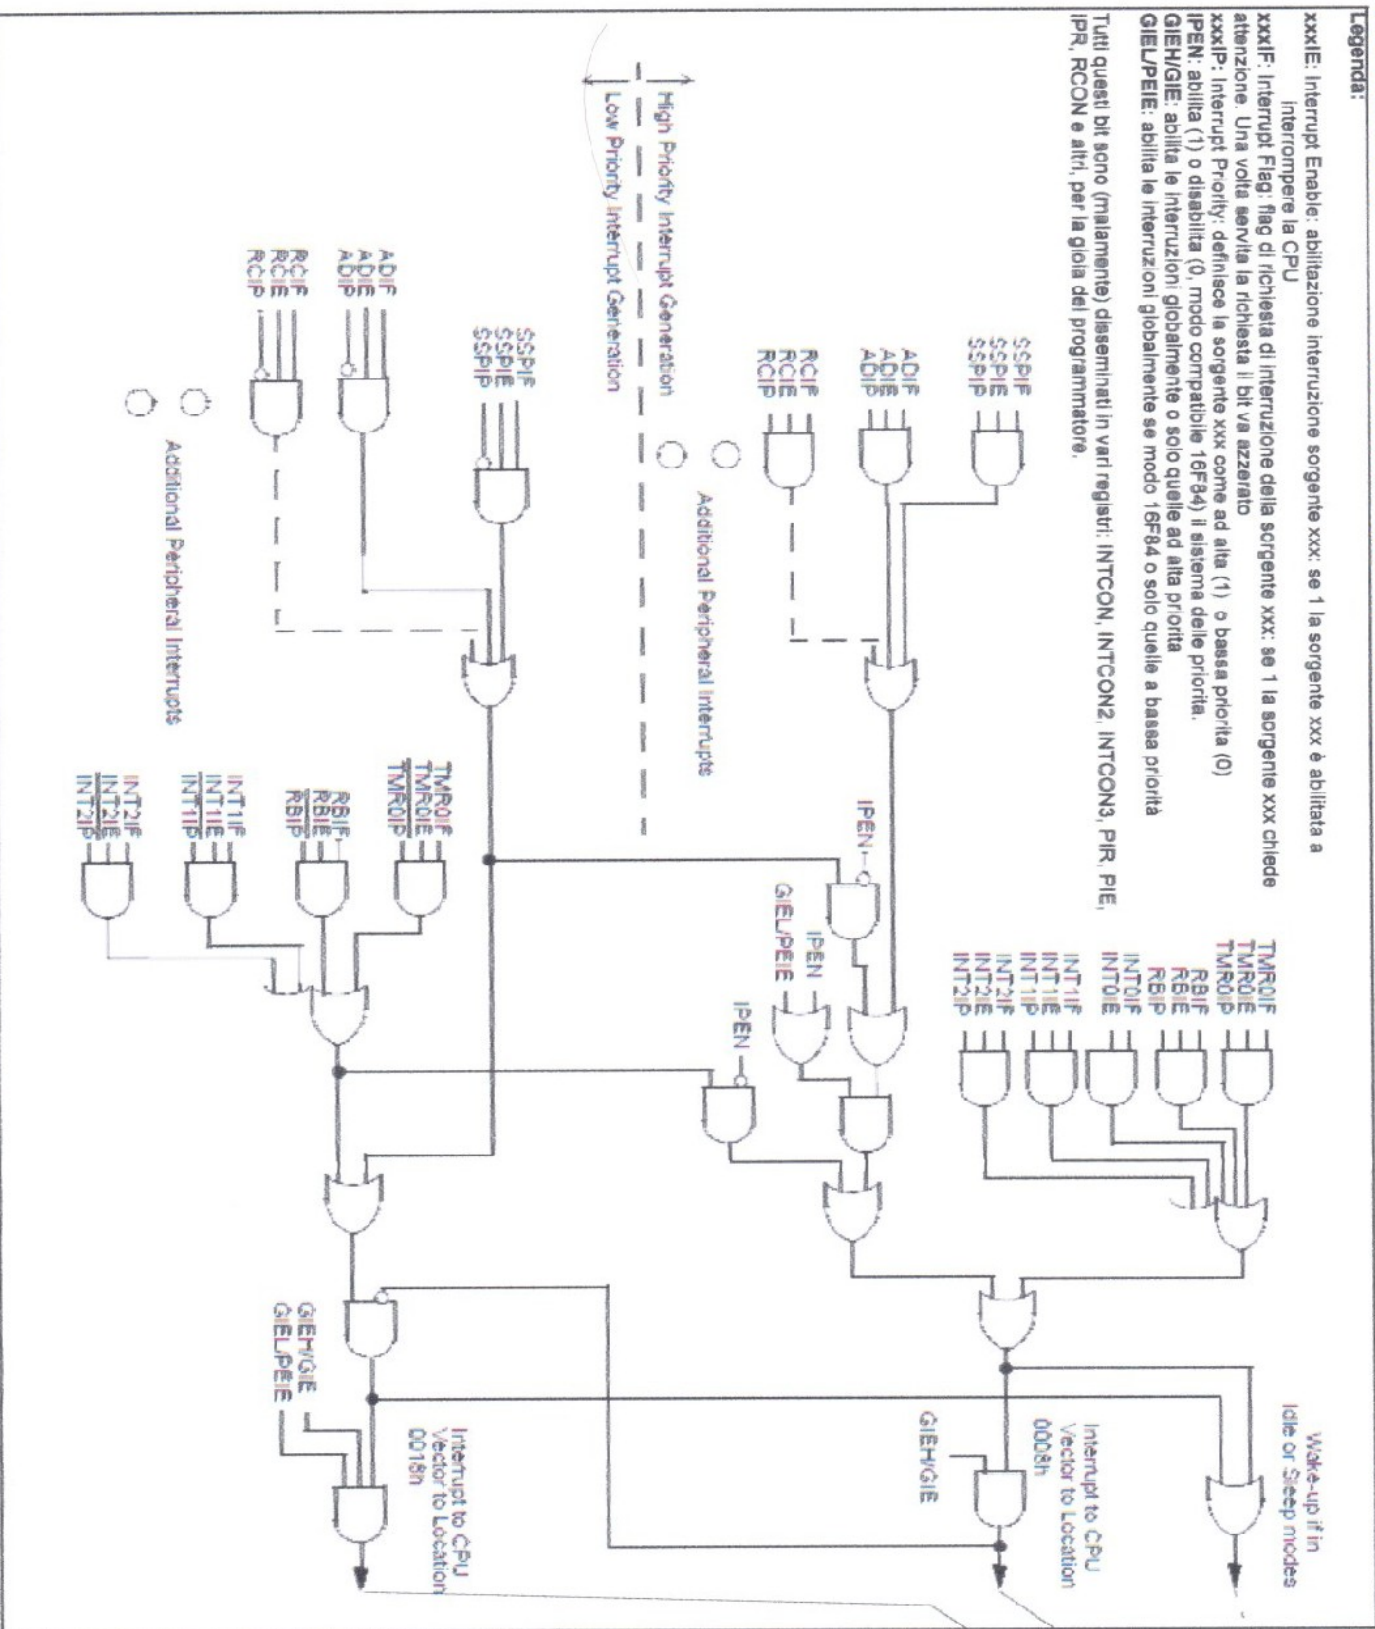 Legenda:
xxxIE: Interrupt Enable: abilitazione interruzione sorgente xxx: se 1 la sorgente xxx è abilitata a
interrompere la CPU
xxxIF: Interrupt Flag: flag di richiesta di interruzione della sorgente xxx: se 1 la sorgente xxx chiede
attenzione. Una volta servita la richiesta il bit va azzerato
xxxIP: Interrupt Priority: definisce la sorgente xxx come ad alta (1) o bassa priorita (0)
IPEN: abilita (1) o disabilita (0, modo compatibile 16F84) il sistema delle priorita.
GIEH/GIE: abilita le interruzioni globalmente o solo quelle ad alta priorita
GIEL/PEIE: abilita le interruzioni globalmente se modo 16F84 o solo quelle a bassa priorità
Tutti questi bit sono (malamente) disseminati in vari registri: INTCON, INTCON2, INTCON3, PIR, PIE,
IPR, RCON e altri, per la gioia del programmatore.
Wake-up if in
Idle or Sleep modes
TMR0IF
TMR0IE
TMR0IP
RBIF
RBIE
RBIP
INT0IF
INT0IE
INT1IF
INT1IE
INT1IP
INT2IF
INT2IE
INT2IP
SSPIF
SSPIE
SSPIP
ADIF
ADIE
ADIP
RCIF
RCIE
RCIP
Additional Peripheral Interrupts
IPEN
IPEN
GIEL/PEIE
IPEN
Interrupt to CPU
Vector to Location
0008h
GIEH/GIE
High Priority Interrupt Generation
Low Priority Interrupt Generation
SSPIF
SSPIE
SSPIP
ADIF
ADIE
ADIP
RCIF
RCIE
RCIP
Additional Peripheral Interrupts
TMR0IF
TMR0IE
TMR0IP
RBIF
RBIE
RBIP
INT1IF
INT1IE
INT1IP
INT2IF
INT2IE
INT2IP
Interrupt to CPU
Vector to Location
0018h
GIEH/GIE
GIEL/PEIE